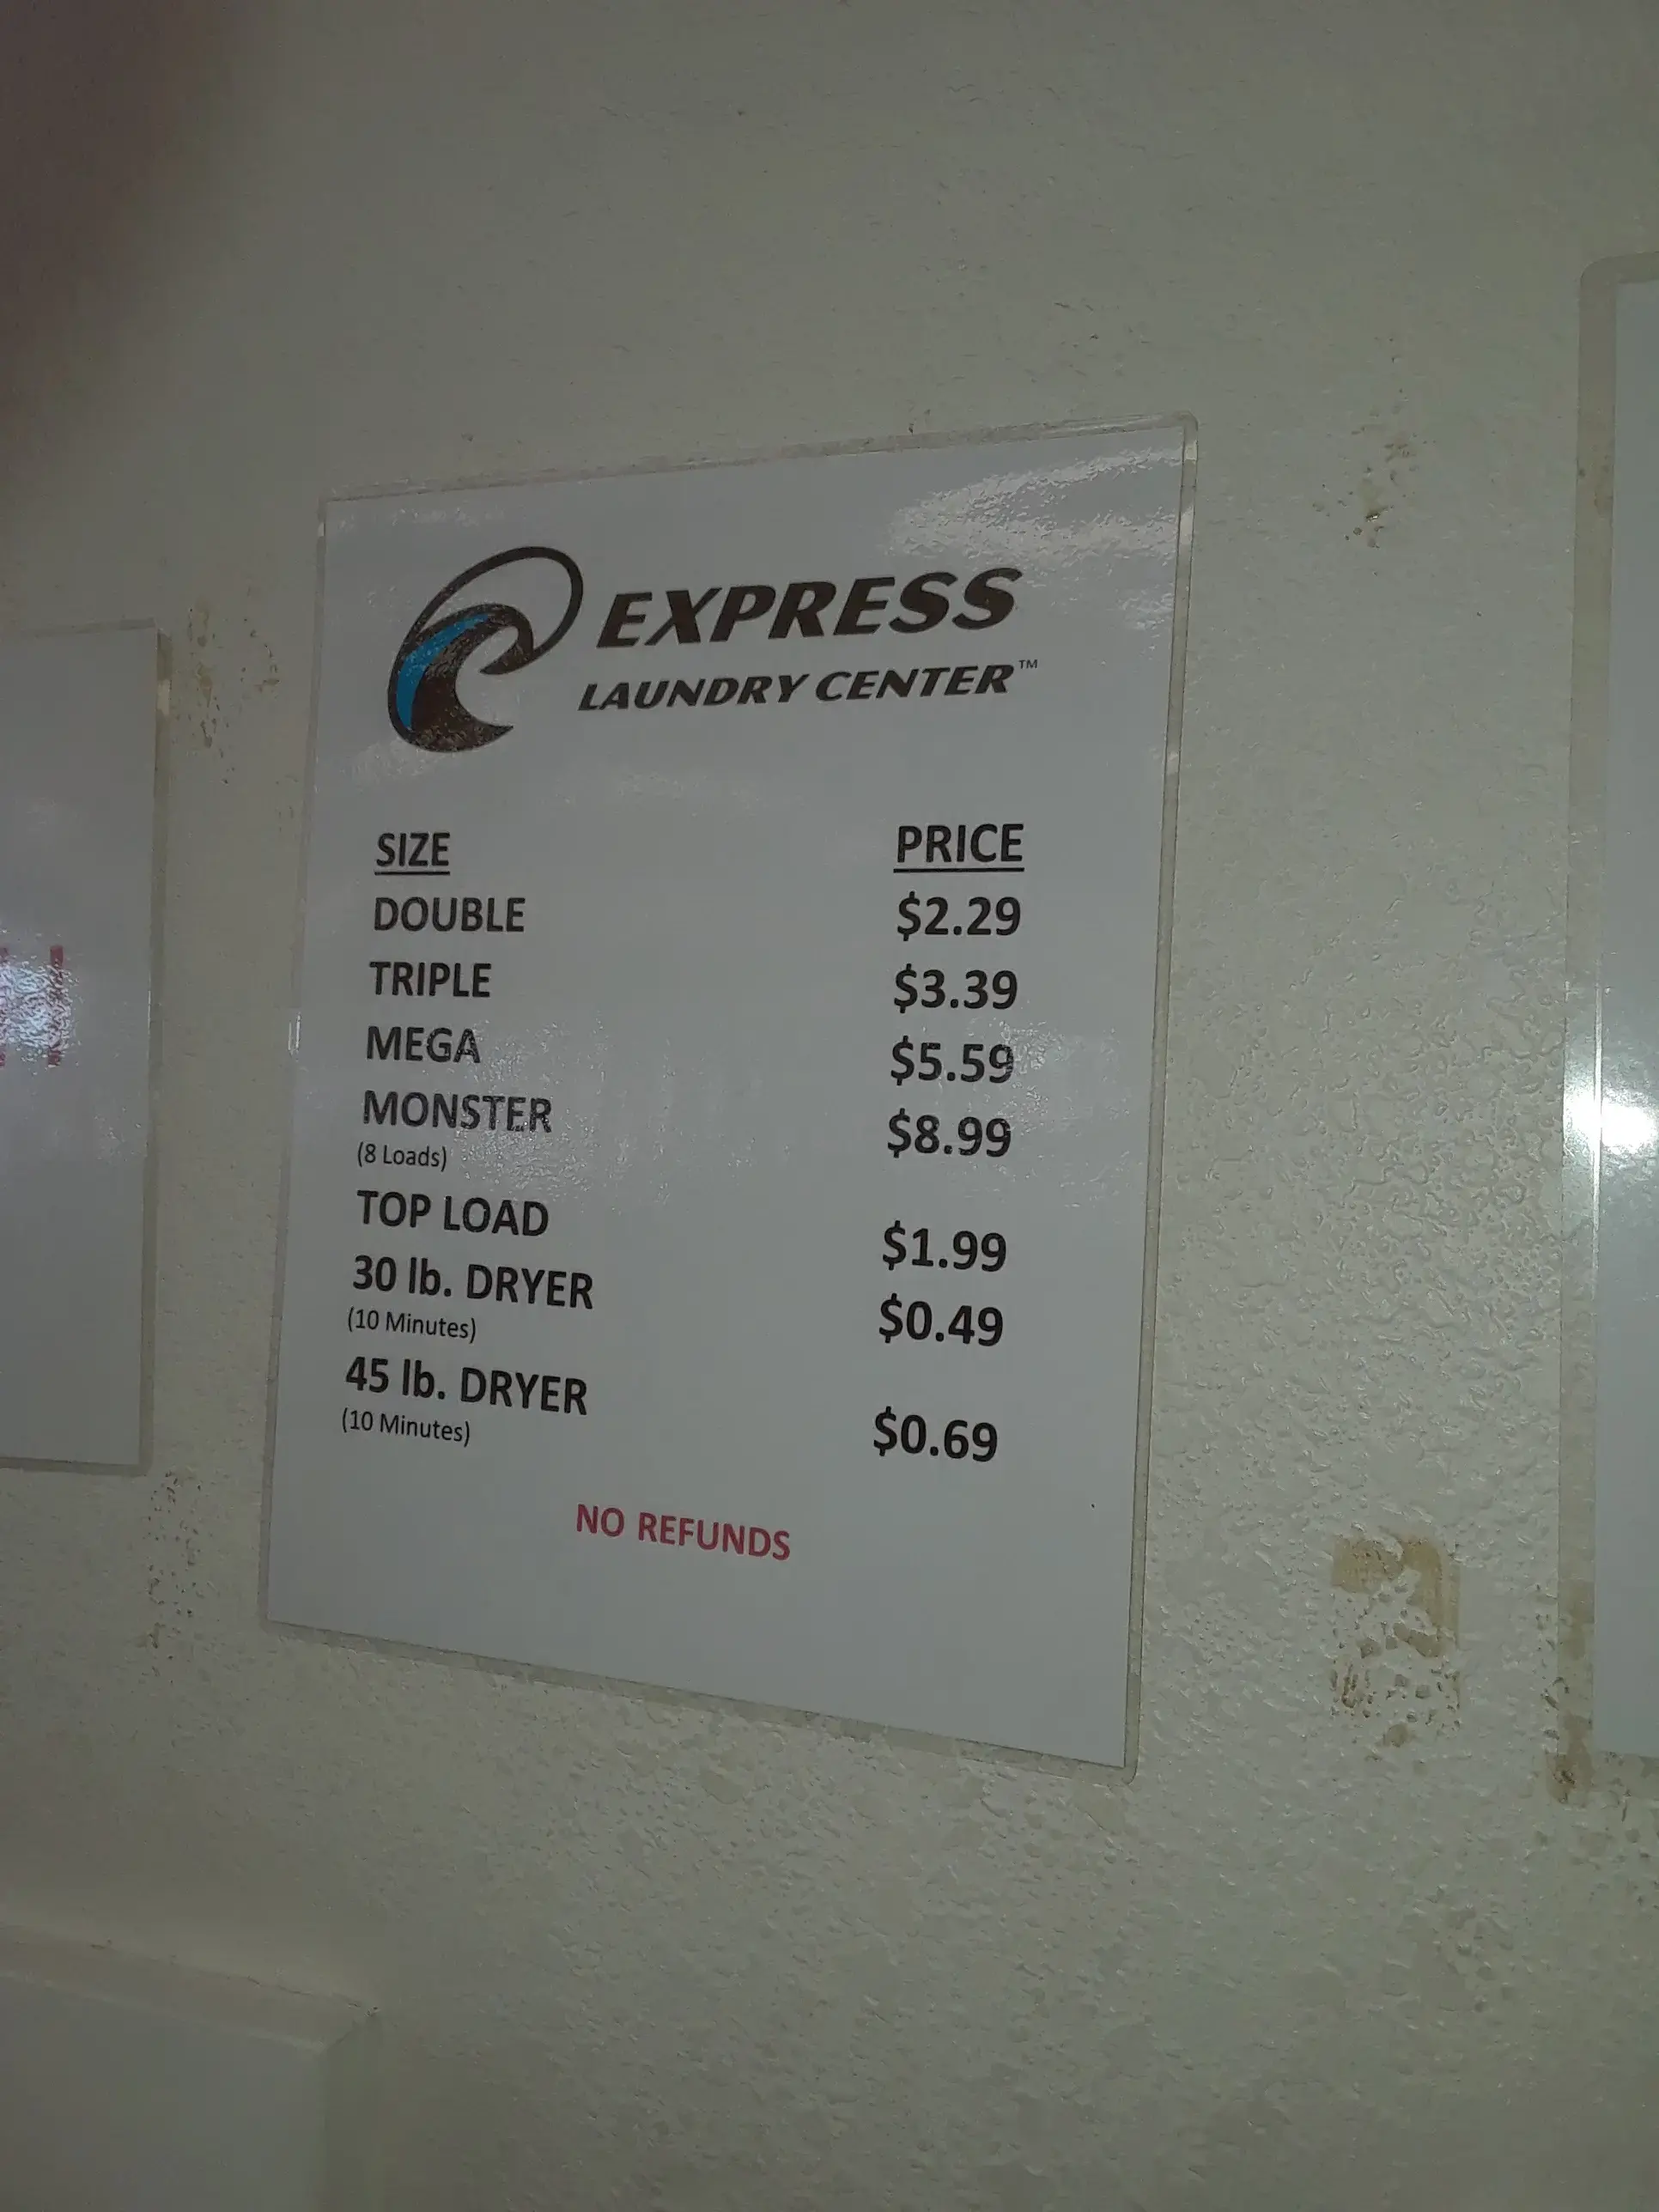 EXPRESS
LAUNDRY CENTER™
SIZE PRICE
DOUBLE $2.29
TRIPLE $3.39
MEGA $5.59
MONSTER $8.99
(8 Loads)
TOP LOAD $1.99
30 lb. DRYER $0.49
(10 Minutes)
45 lb. DRYER $0.69
(10 Minutes)
NO REFUNDS